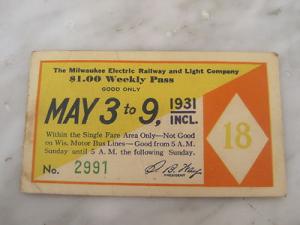 The Milwaukee Electric Railway and Light Company
$1.00 Weekly Pass
GOOD ONLY
MAY 3 to 9, 1931 INCL.
Within the Single Fare Area Only—Not Good
on Wis. Motor Bus Lines—Good from 5 A.M.
Sunday until 5 A.M. the following Sunday.
No. 2991
PRESIDENT
18